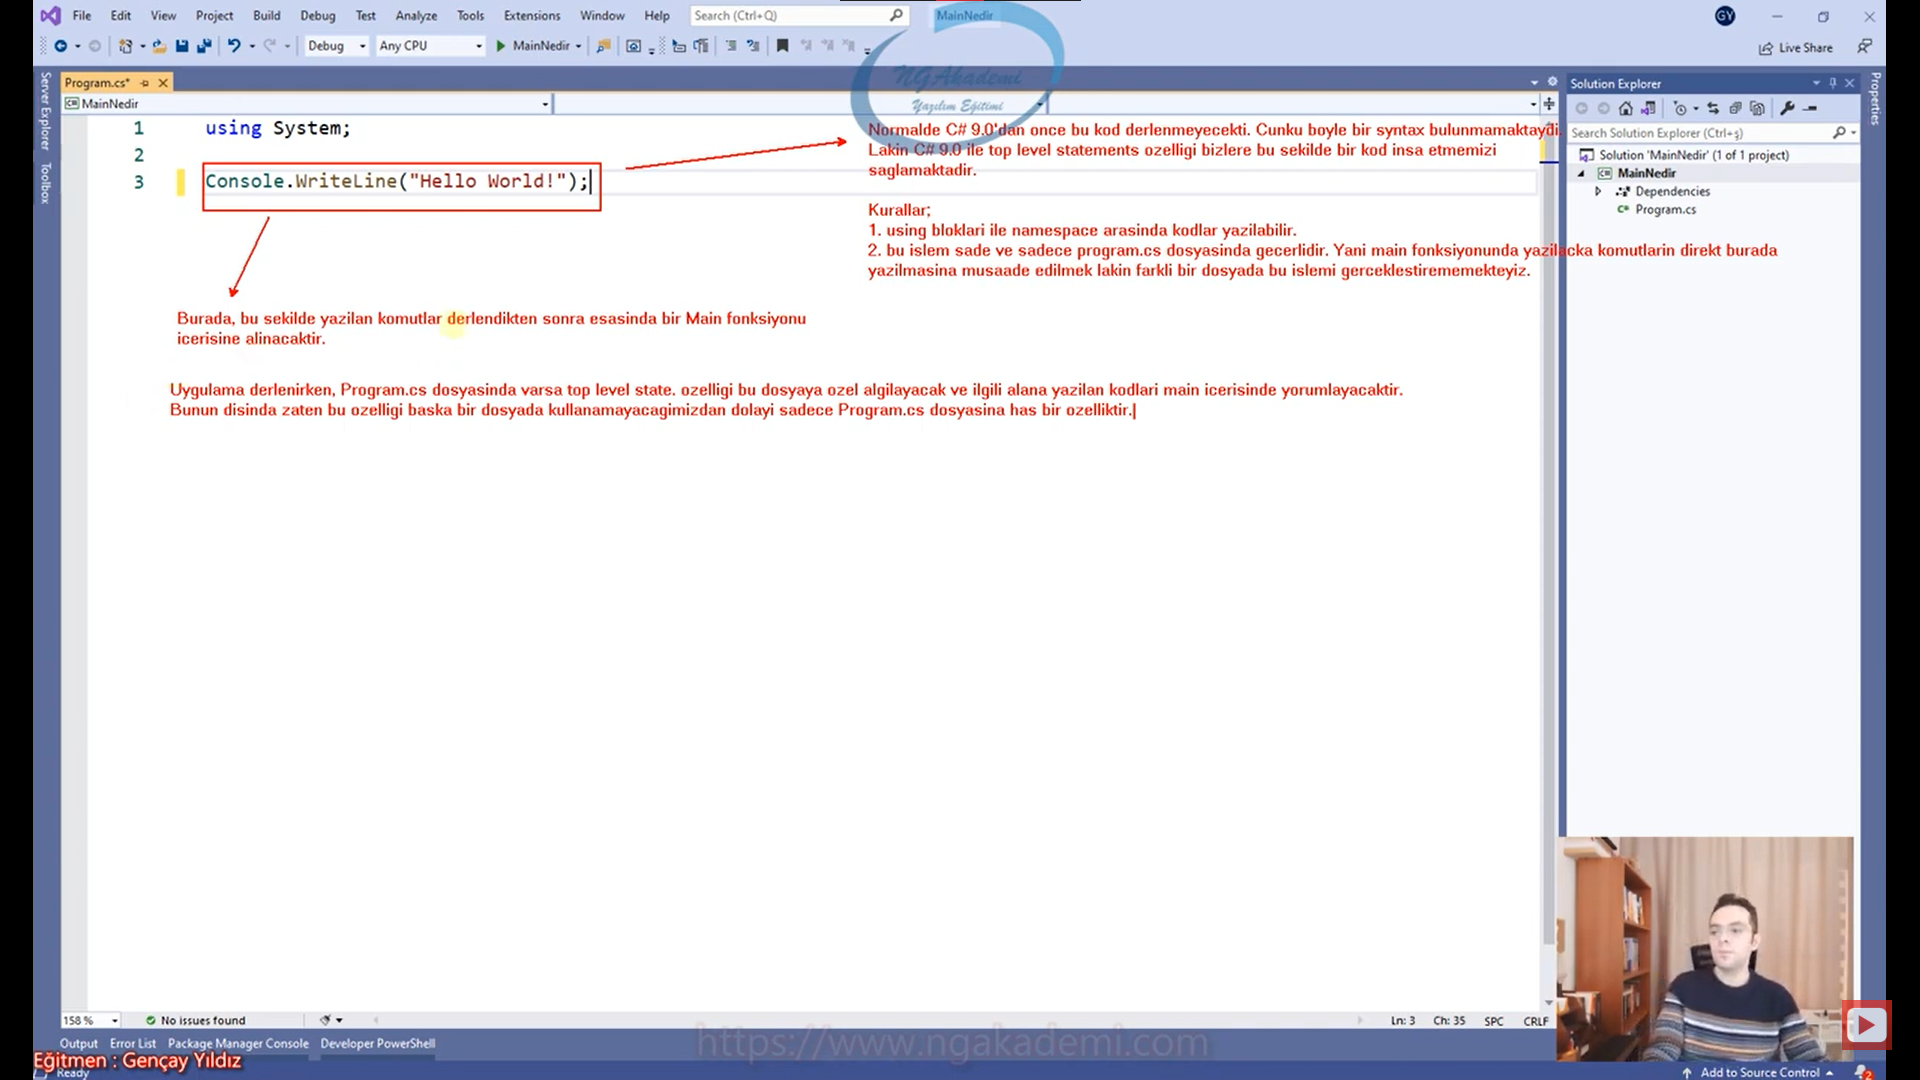 File Edit View Project Build Debug Test Analyze Tools Extensions Window Help Search (Ctrl+Q) MainNedir GY
Debug Any CPU MainNedir Live Share
Server Explorer
Toolbox
Program.cs*
MainNedir
NGAkademi
Yazılım Eğitimi
1 using System;
2
3 Console.WriteLine("Hello World!");
Normalde C# 9.0'dan once bu kod derlenmeyecekti. Cunku boyle bir syntax bulunmamaktaydi.
Lakin C# 9.0 ile top level statements ozelligi bizlere bu sekilde bir kod insa etmemizi
saglamaktadir.
Kurallar;
1. using bloklari ile namespace arasinda kodlar yazilabilir.
2. bu islem sade ve sadece program.cs dosyasinda gecerlidir. Yani main fonksiyonunda yazilacka komutlarin direkt burada
yazilmasina musaade edilmek lakin farkli bir dosyada bu islemi gerceklestirememekteyiz.
Burada, bu sekilde yazilan komutlar derlendikten sonra esasinda bir Main fonksiyonu
icerisine alinacaktir.
Uygulama derlenirken, Program.cs dosyasinda varsa top level state. ozelligi bu dosyaya ozel algilayacak ve ilgili alana yazilan kodlari main icerisinde yorumlayacaktir.
Bunun disinda zaten bu ozelligi baska bir dosyada kullanamayacagimizdan dolayi sadece Program.cs dosyasina has bir ozelliktir.
Solution Explorer
Search Solution Explorer (Ctrl+ş)
Solution 'MainNedir' (1 of 1 project)
MainNedir
Dependencies
Program.cs
Properties
158 % No issues found Ln: 3 Ch: 35 SPC CRLF
Output Error List Package Manager Console Developer PowerShell
https://www.ngakademi.com
Eğitmen : Gençay Yıldız
Ready Add to Source Control 2